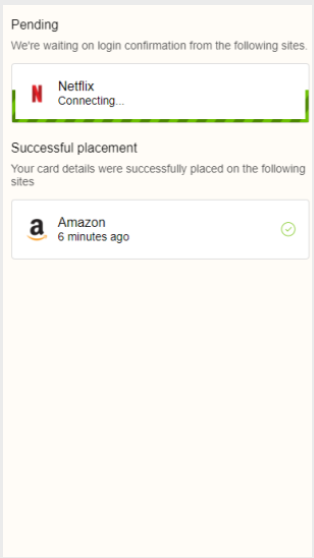 Pending
We're waiting on login confirmation from the following sites.
N
Netflix
Connecting...
Successful placement
Your card details were successfully placed on the following
sites
a
Amazon
6 minutes ago